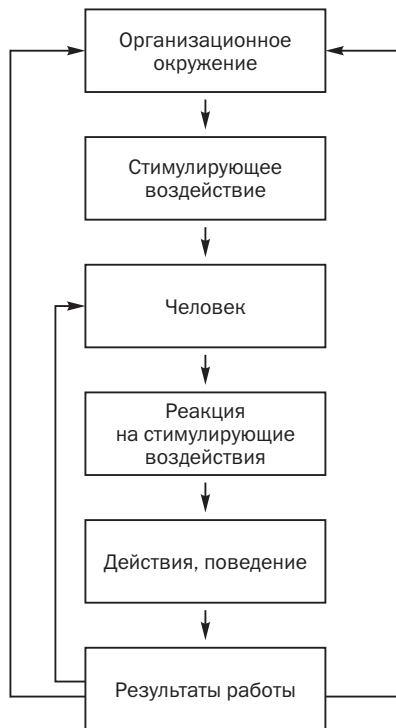 Организационное
окружение
Стимулирующее
воздействие
Человек
Реакция
на стимулирующие
воздействия
Действия, поведение
Результаты работы